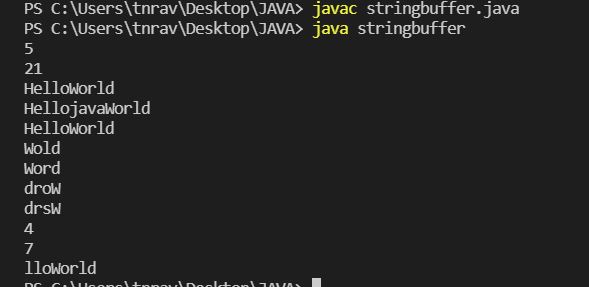 PS C:\Users\tnrav\Desktop\JAVA> javac stringbuffer.java
PS C:\Users\tnrav\Desktop\JAVA> java stringbuffer
5
21
HelloWorld
HellojavaWorld
HelloWorld
Wold
Word
droW
drsW
4
7
lloWorld
PS C:\Users\tnrav\Desktop\JAVA>